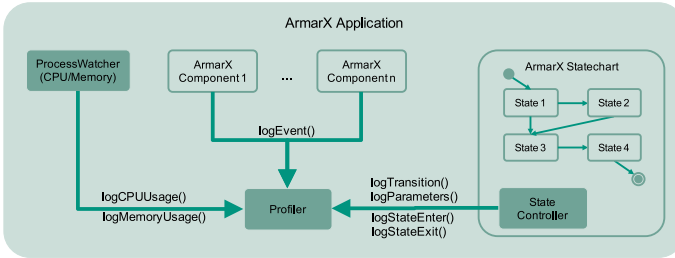 ArmarX Application
ProcessWatcher
(CPU/Memory)
ArmarX
Component 1
...
ArmarX
Component n
logEvent()
logCPUUsage()
logMemoryUsage()
Profiler
logTransition()
logParameters()
logStateEnter()
logStateExit()
ArmarX Statechart
State 1
State 2
State 3
State 4
State
Controller